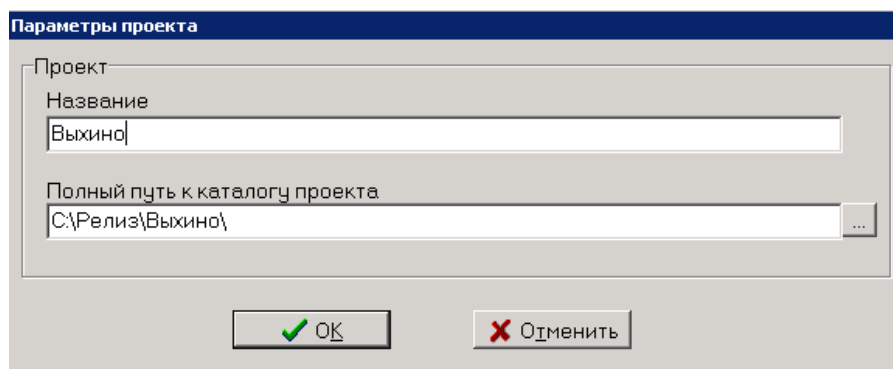 Параметры проекта
Проект
Название
Выхино
Полный путь к каталогу проекта
C:\Релиз\Выхино\
...
OK
Отменить